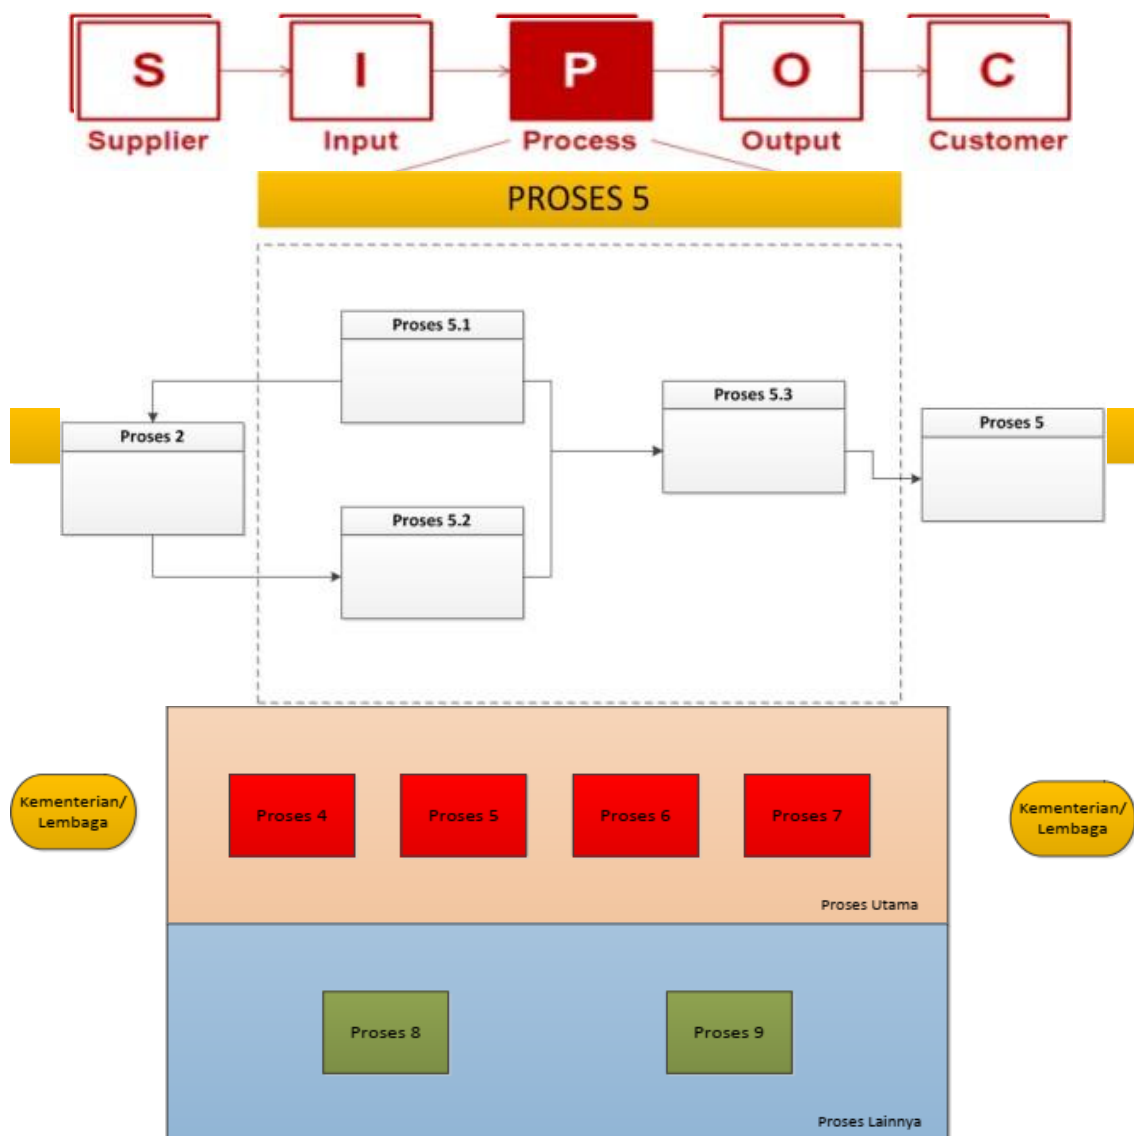 S
I
P
O
C
Supplier
Input
Process
Output
Customer
PROSES 5
Proses 5.1
Proses 5.3
Proses 5
Proses 2
Proses 5.2
Kementerian/
Lembaga
Proses 4
Proses 5
Proses 6
Proses 7
Kementerian/
Lembaga
Proses Utama
Proses 8
Proses 9
Proses Lainnya